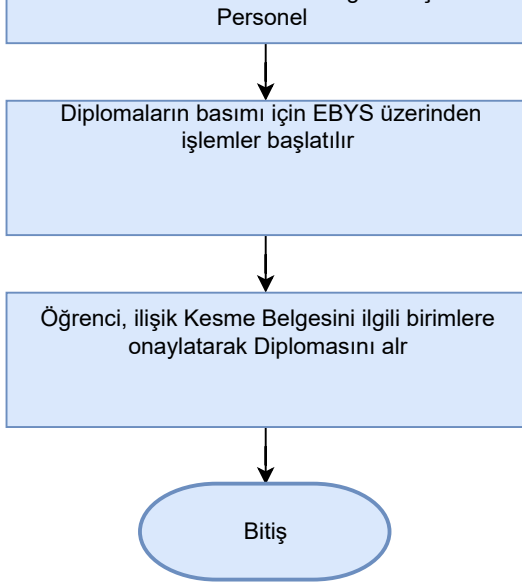 Personel
Diplomaların basımı için EBYS üzerinden
işlemler başlatılır
Öğrenci, ilişik Kesme Belgesini ilgili birimlere
onaylatarak Diplomasını alr
Bitiş